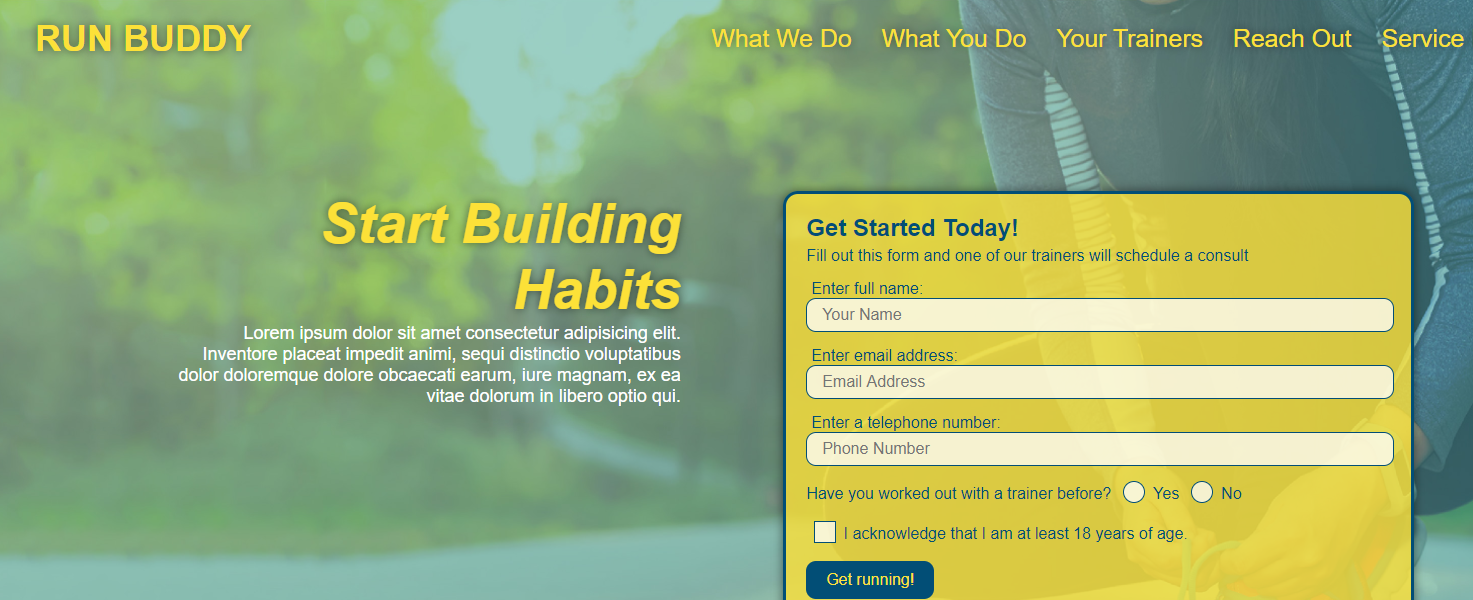 RUN BUDDY
What We Do What You Do Your Trainers Reach Out Service
Start Building
Habits
Lorem ipsum dolor sit amet consectetur adipisicing elit.
Inventore placeat impedit animi, sequi distinctio voluptatibus
dolor doloremque dolore obcaecati earum, iure magnam, ex ea
vitae dolorum in libero optio qui.
Get Started Today!
Fill out this form and one of our trainers will schedule a consult
Enter full name:
Your Name
Enter email address:
Email Address
Enter a telephone number:
Phone Number
Have you worked out with a trainer before? Yes No
I acknowledge that I am at least 18 years of age.
Get running!